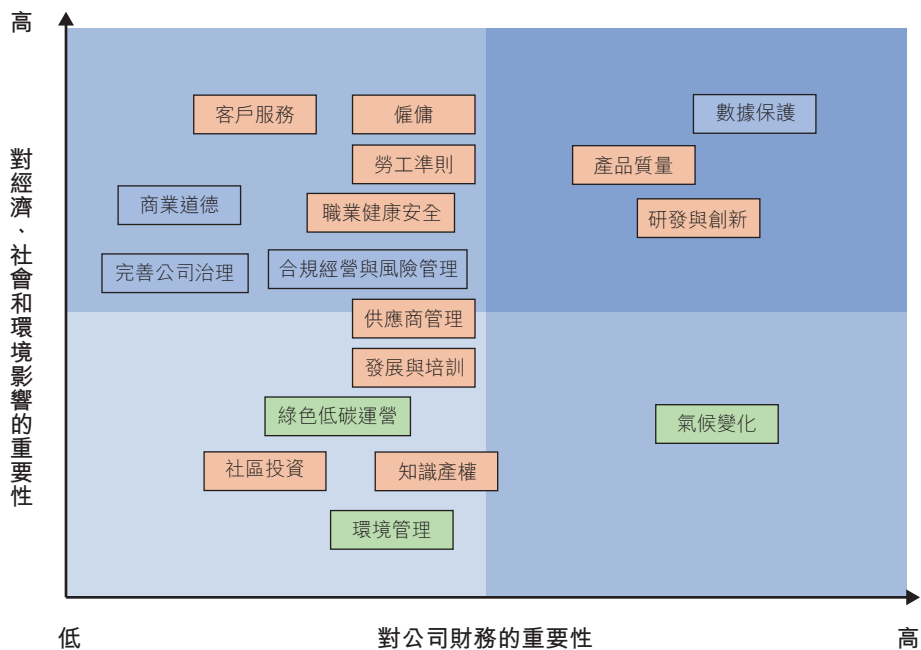 高
對經濟、社會和環境影響的重要性
客戶服務
僱傭
數據保護
勞工準則
產品質量
商業道德
職業健康安全
研發與創新
完善公司治理
合規經營與風險管理
供應商管理
發展與培訓
綠色低碳運營
氣候變化
社區投資
知識產權
環境管理
低
對公司財務的重要性
高